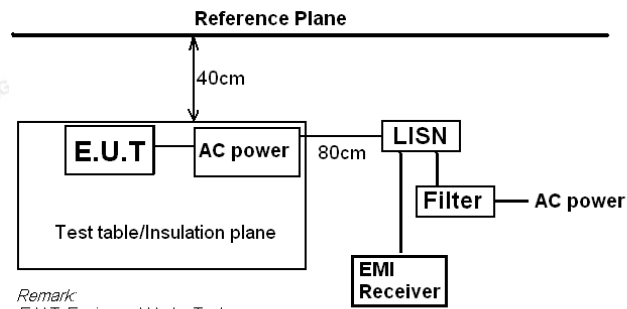 Reference Plane
40cm
E.U.T
AC power
80cm
LISN
Filter
AC power
Test table/Insulation plane
EMI
Receiver
Remark: